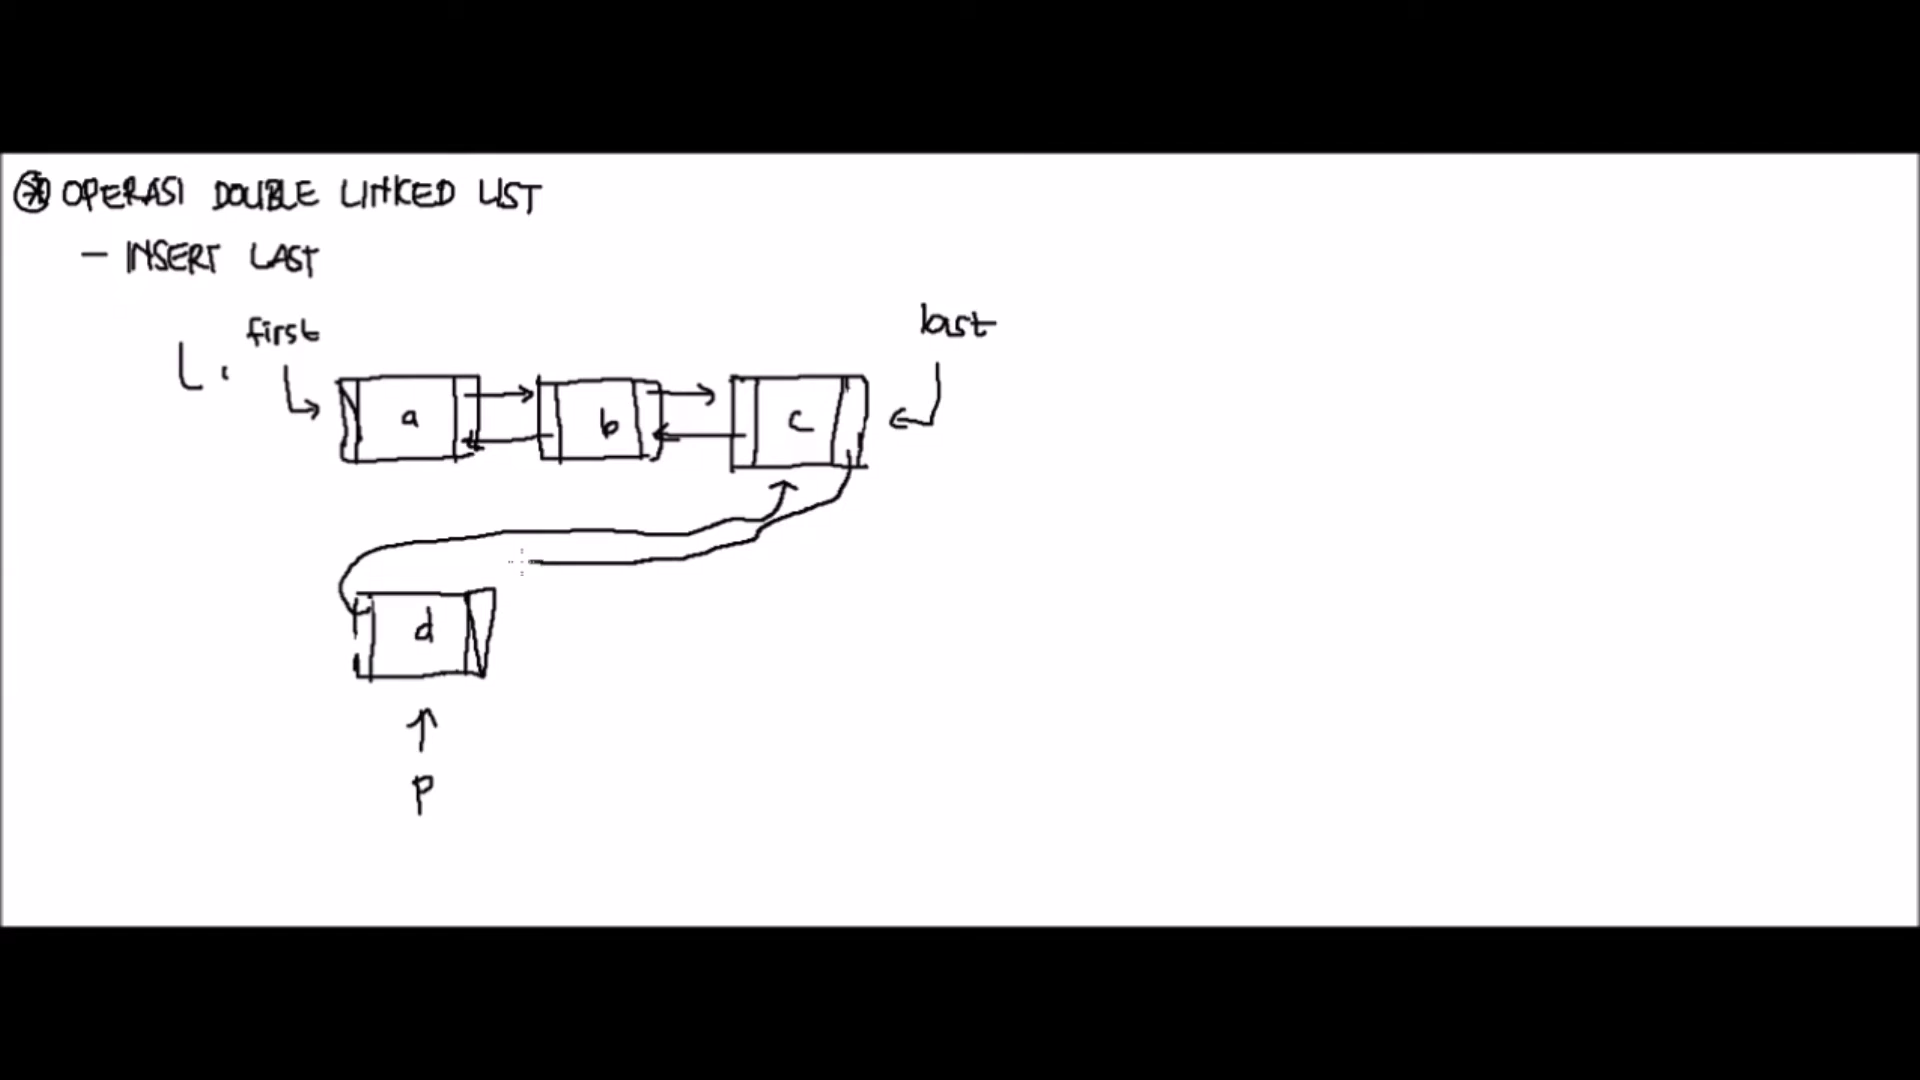 ⊛ OPERASI DOUBLE LINKED LIST
- INSERT LAST
first
last
L.
a b c
d
P